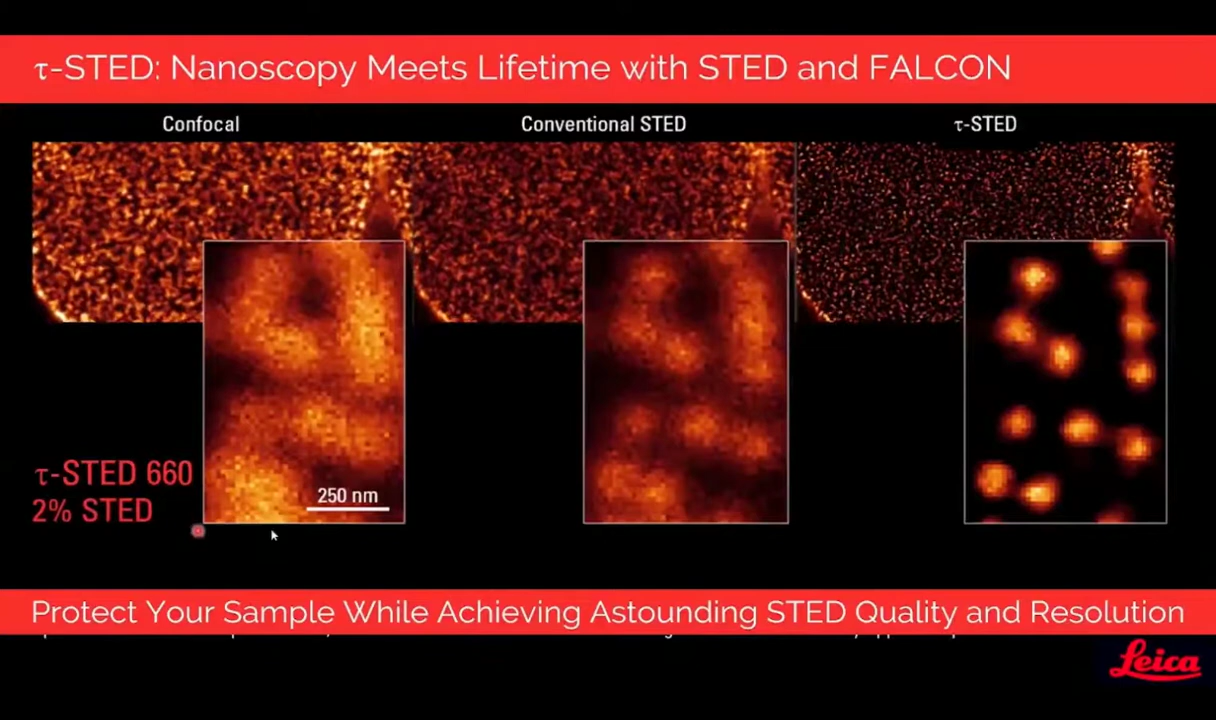 τ-STED: Nanoscopy Meets Lifetime with STED and FALCON
Confocal
Conventional STED
τ-STED
250 nm
τ-STED 660
2% STED
Protect Your Sample While Achieving Astounding STED Quality and Resolution
Leica